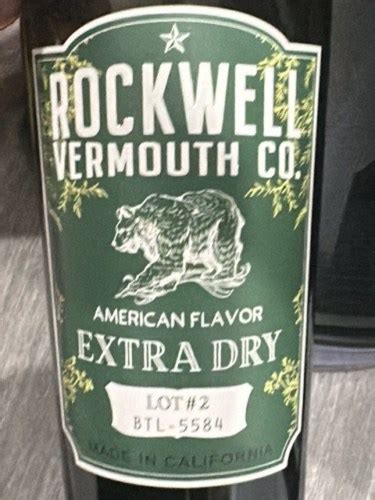 ROCKWELL
VERMOUTH CO.
AMERICAN FLAVOR
EXTRA DRY
LOT #2
BTL-5584
MADE IN CALIFORNIA